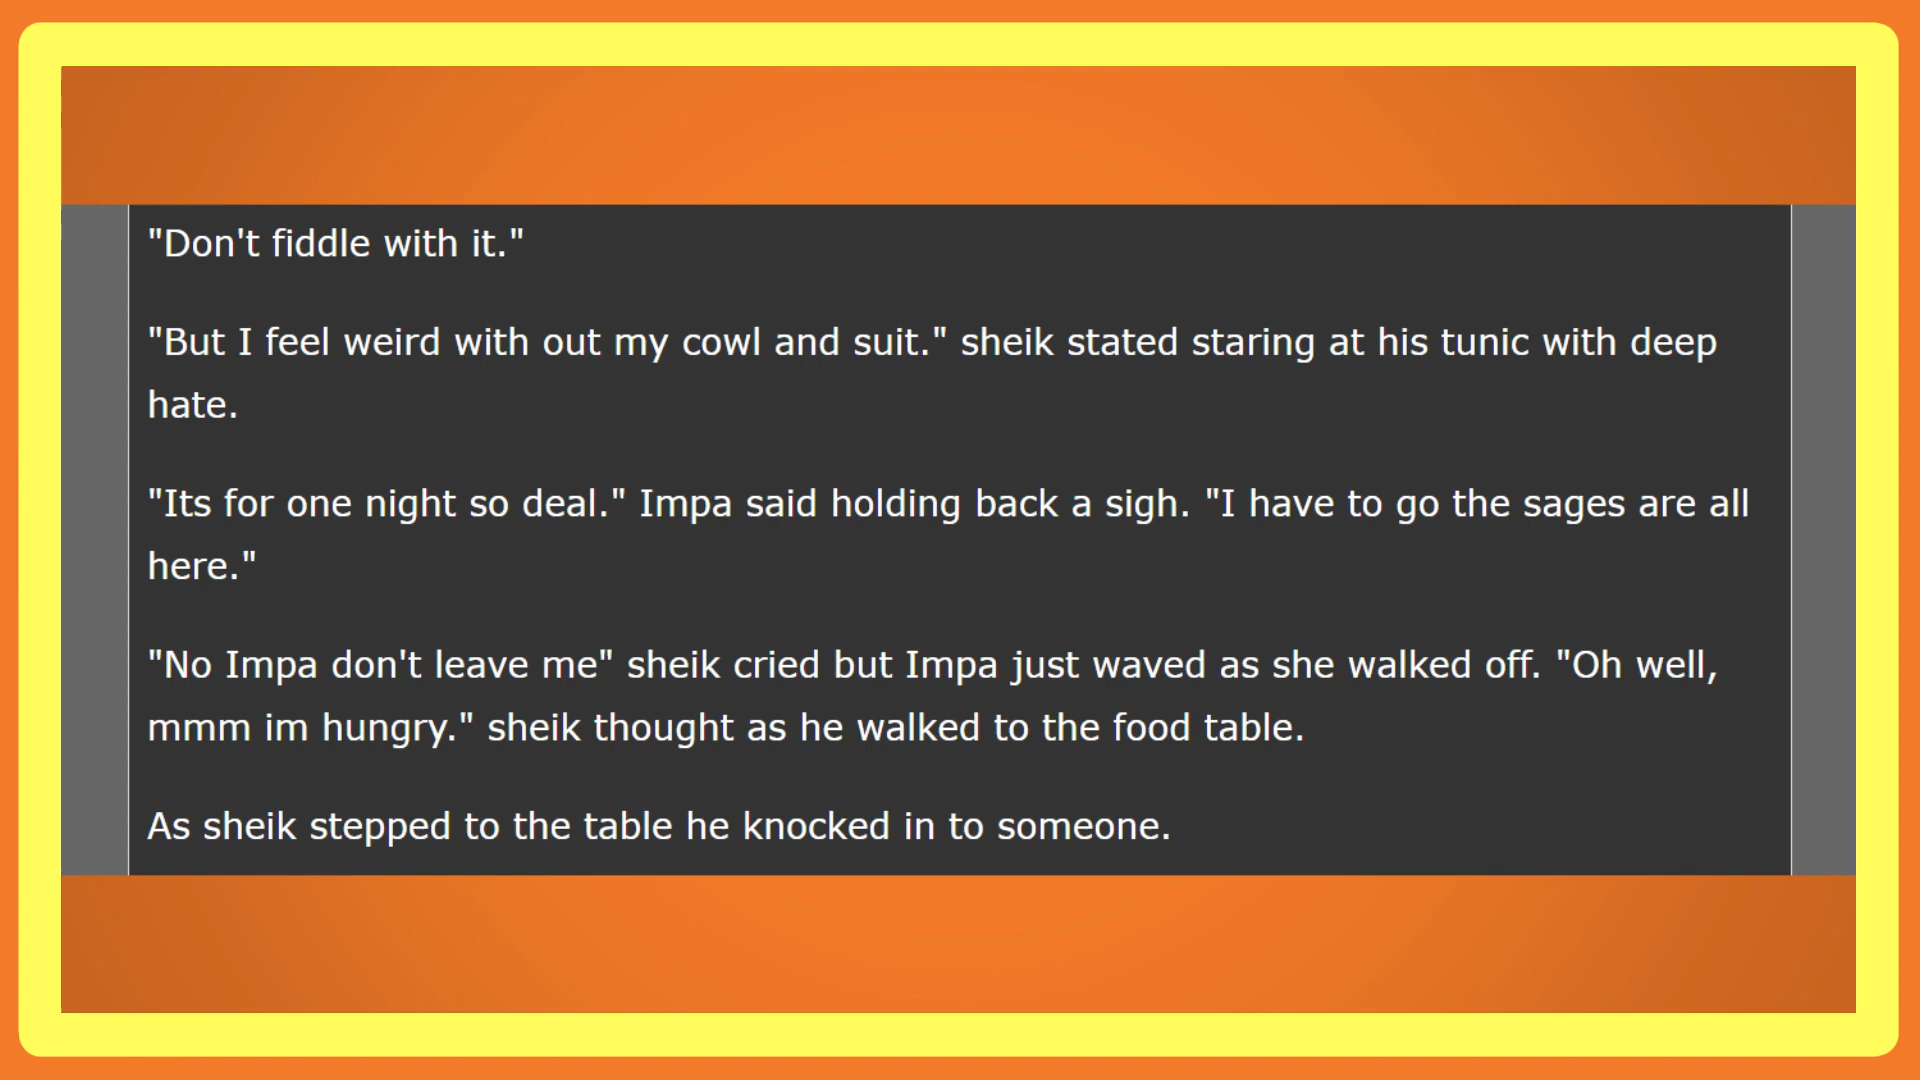 "Don't fiddle with it."
"But I feel weird with out my cowl and suit." sheik stated staring at his tunic with deep
hate.
"Its for one night so deal." Impa said holding back a sigh. "I have to go the sages are all
here."
"No Impa don't leave me" sheik cried but Impa just waved as she walked off. "Oh well,
mmm im hungry." sheik thought as he walked to the food table.
As sheik stepped to the table he knocked in to someone.